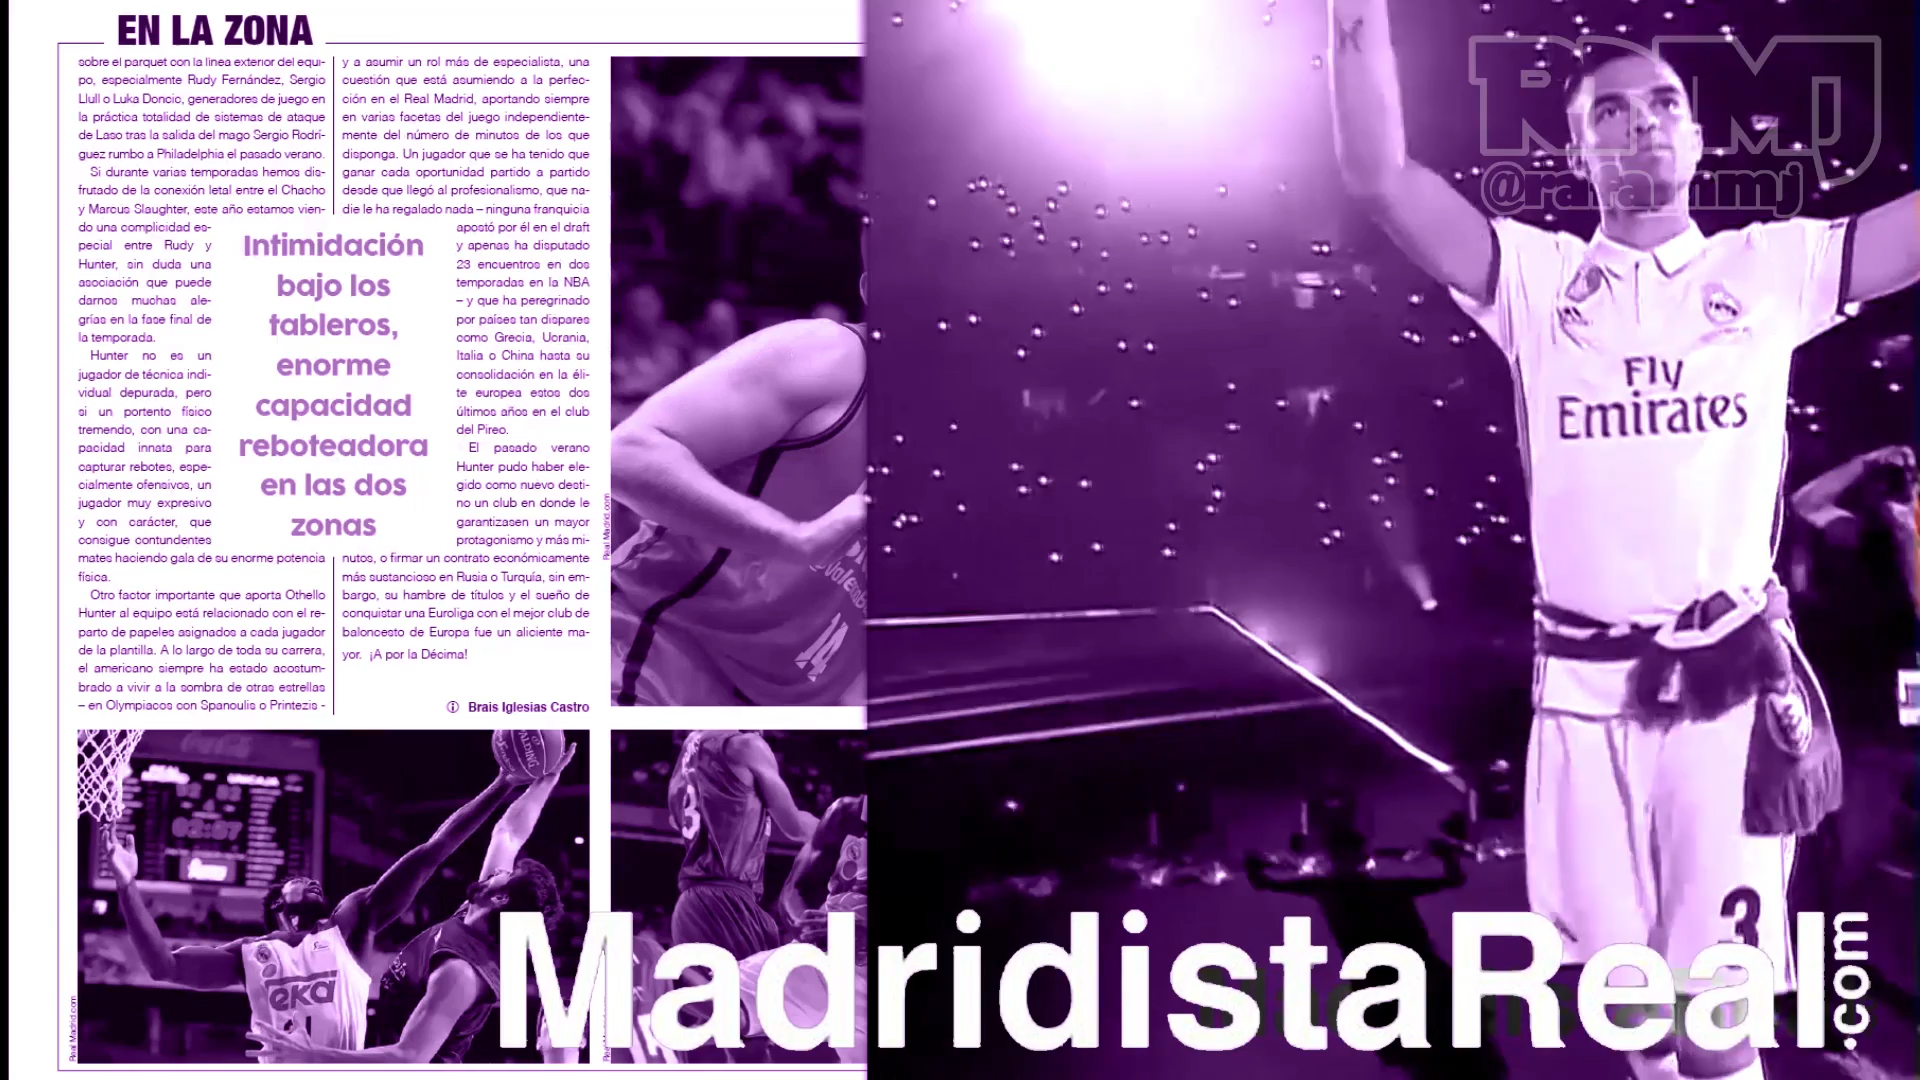 EN LA ZONA
sobre el parquet con la línea exterior del equi-
po, especialmente Rudy Fernández, Sergio
Llull o Luka Doncic, generadores de juego en
la práctica totalidad de sistemas de ataque
de Laso tras la salida del mago Sergio Rodrí-
guez rumbo a Philadelphia el pasado verano.
Si durante varias temporadas hemos dis-
frutado de la conexión letal entre el Chacho
y Marcus Slaughter, este año estamos vien-
do una complicidad es-
pecial entre Rudy y
Hunter, sin duda una
asociación que puede
darnos muchas ale-
grías en la fase final de
la temporada.
Hunter no es un
jugador de técnica indi-
vidual depurada, pero
si un portento físico
tremendo, con una ca-
pacidad innata para
capturar rebotes, espe-
cialmente ofensivos, un
jugador muy expresivo
y con carácter, que
consigue contundentes
mates haciendo gala de su enorme potencia
física.
Otro factor importante que aporta Othello
Hunter al equipo está relacionado con el re-
parto de papeles asignados a cada jugador
de la plantilla. A lo largo de toda su carrera,
el americano siempre ha estado acostum-
brado a vivir a la sombra de otras estrellas
– en Olympiacos con Spanoulis o Printezis -
Intimidación
bajo los
tableros,
enorme
capacidad
reboteadora
en las dos
zonas
y a asumir un rol más de especialista, una
cuestión que está asumiendo a la perfec-
ción en el Real Madrid, aportando siempre
en varias facetas del juego independiente-
mente del número de minutos de los que
disponga. Un jugador que se ha tenido que
ganar cada oportunidad partido a partido
desde que llegó al profesionalismo, que na-
die le ha regalado nada – ninguna franquicia
apostó por él en el draft
y apenas ha disputado
23 encuentros en dos
temporadas en la NBA
– y que ha peregrinado
por países tan dispares
como Grecia, Ucrania,
Italia o China hasta su
consolidación en la éli-
te europea estos dos
últimos años en el club
del Pireo.
El pasado verano
Hunter pudo haber ele-
gido como nuevo desti-
no un club en donde le
garantizasen un mayor
protagonismo y más mi-
nutos, o firmar un contrato económicamente
más sustancioso en Rusia o Turquía, sin em-
bargo, su hambre de títulos y el sueño de
conquistar una Euroliga con el mejor club de
baloncesto de Europa fue un aliciente ma-
yor. ¡A por la Décima!
Brais Iglesias Castro
Real Madrid.com
14
Real Madrid.com
SPALDING
02:07
teka
3
RMMJ
Fly
Emirates
3
MadridistaReal.com